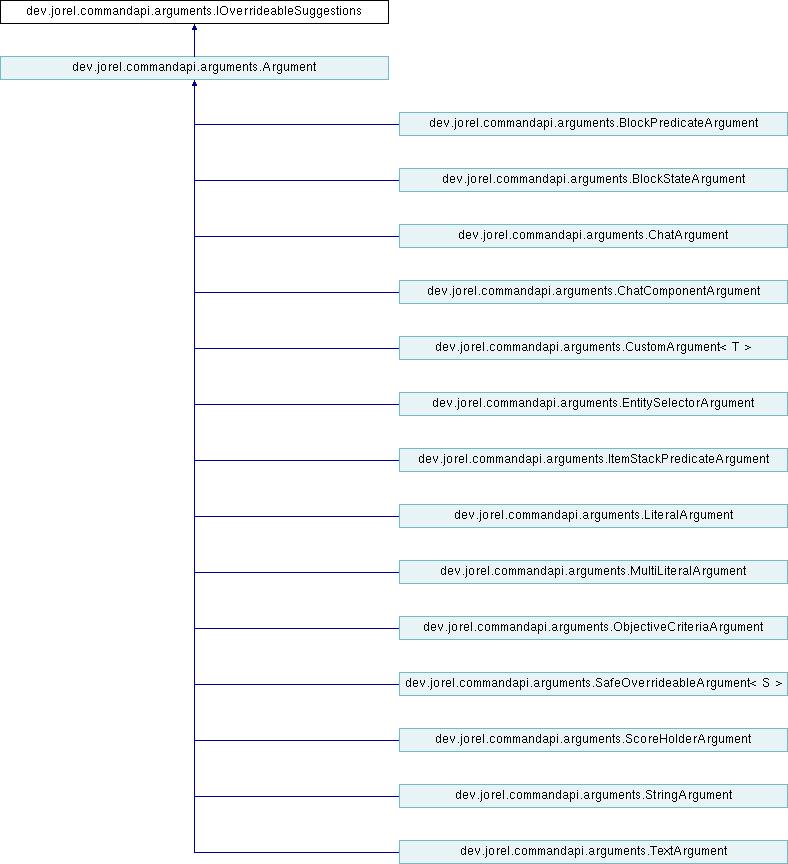 dev.jorel.commandapi.arguments.IOverrideableSuggestions
dev.jorel.commandapi.arguments.Argument
dev.jorel.commandapi.arguments.BlockPredicateArgument
dev.jorel.commandapi.arguments.BlockStateArgument
dev.jorel.commandapi.arguments.ChatArgument
dev.jorel.commandapi.arguments.ChatComponentArgument
dev.jorel.commandapi.arguments.CustomArgument< T >
dev.jorel.commandapi.arguments.EntitySelectorArgument
dev.jorel.commandapi.arguments.ItemStackPredicateArgument
dev.jorel.commandapi.arguments.LiteralArgument
dev.jorel.commandapi.arguments.MultiLiteralArgument
dev.jorel.commandapi.arguments.ObjectiveCriteriaArgument
dev.jorel.commandapi.arguments.SafeOverrideableArgument< S >
dev.jorel.commandapi.arguments.ScoreHolderArgument
dev.jorel.commandapi.arguments.StringArgument
dev.jorel.commandapi.arguments.TextArgument